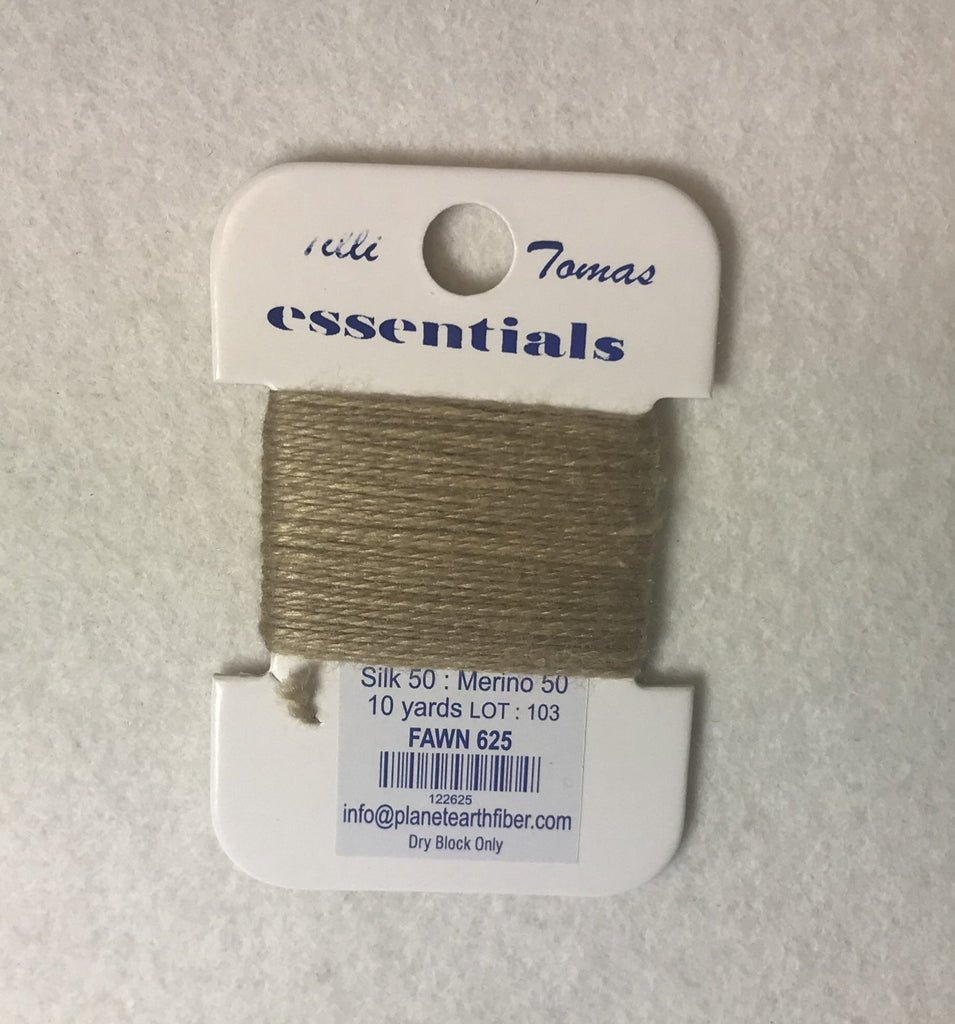 Tilli Tomas
essentials
Silk 50 : Merino 50
10 yards LOT : 103
FAWN 625
122625
info@planetearthfiber.com
Dry Block Only